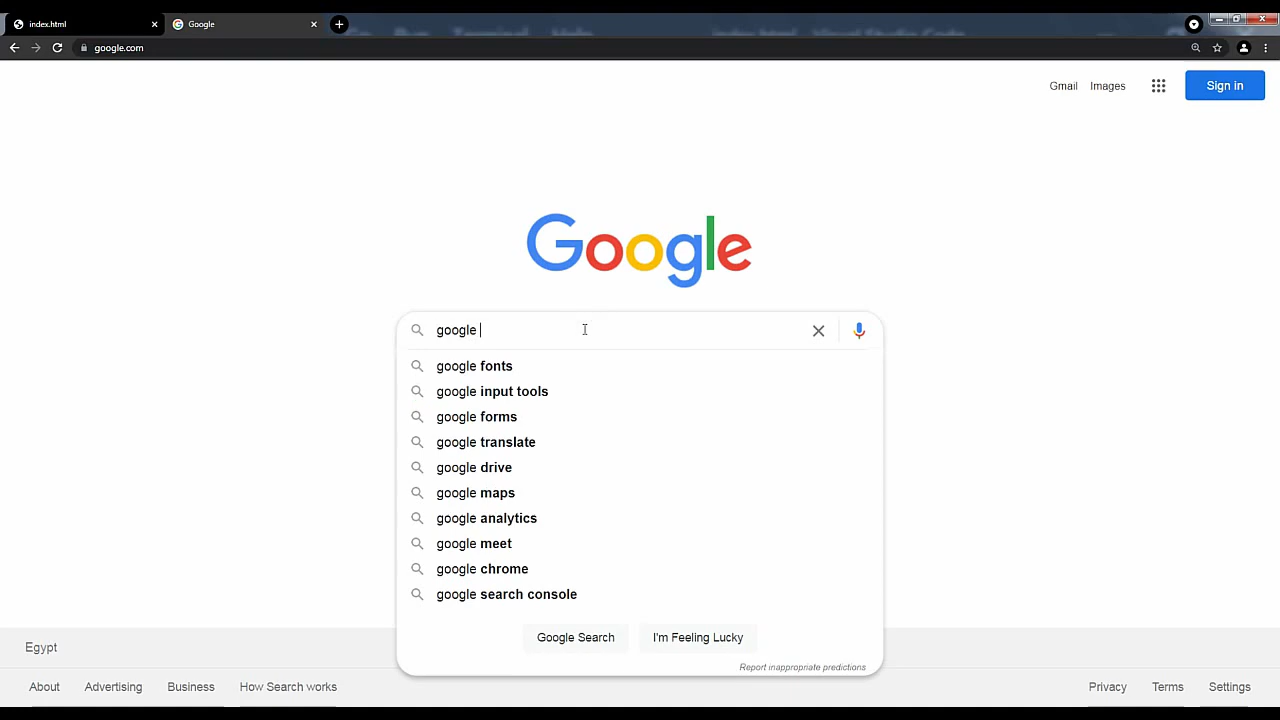 index.html
Google
google.com
Gmail Images Sign in
Google
google
google fonts
google input tools
google forms
google translate
google drive
google maps
google analytics
google meet
google chrome
google search console
Google Search I'm Feeling Lucky
Report inappropriate predictions
Egypt
About Advertising Business How Search works Privacy Terms Settings